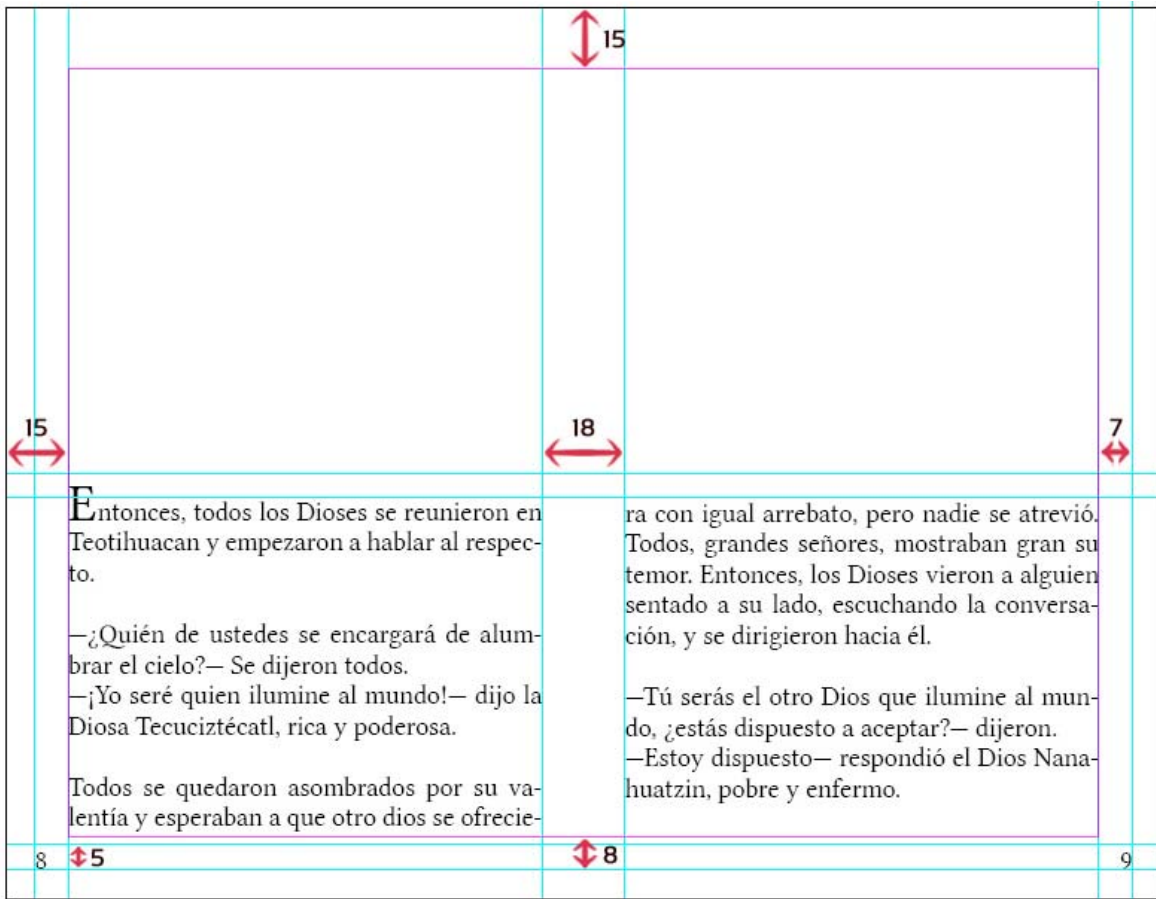 15
15
18
7
Entonces, todos los Dioses se reunieron en
Teotihuacan y empezaron a hablar al respec-
to.
—¿Quién de ustedes se encargará de alum-
brar el cielo?— Se dijeron todos.
—¡Yo seré quien ilumine al mundo!— dijo la
Diosa Tecuciztécatl, rica y poderosa.
Todos se quedaron asombrados por su va-
lentía y esperaban a que otro dios se ofrecie-
ra con igual arrebato, pero nadie se atrevió.
Todos, grandes señores, mostraban gran su
temor. Entonces, los Dioses vieron a alguien
sentado a su lado, escuchando la conversa-
ción, y se dirigieron hacia él.
—Tú serás el otro Dios que ilumine al mun-
do, ¿estás dispuesto a aceptar?— dijeron.
—Estoy dispuesto— respondió el Dios Nana-
huatzin, pobre y enfermo.
8
5
8
9